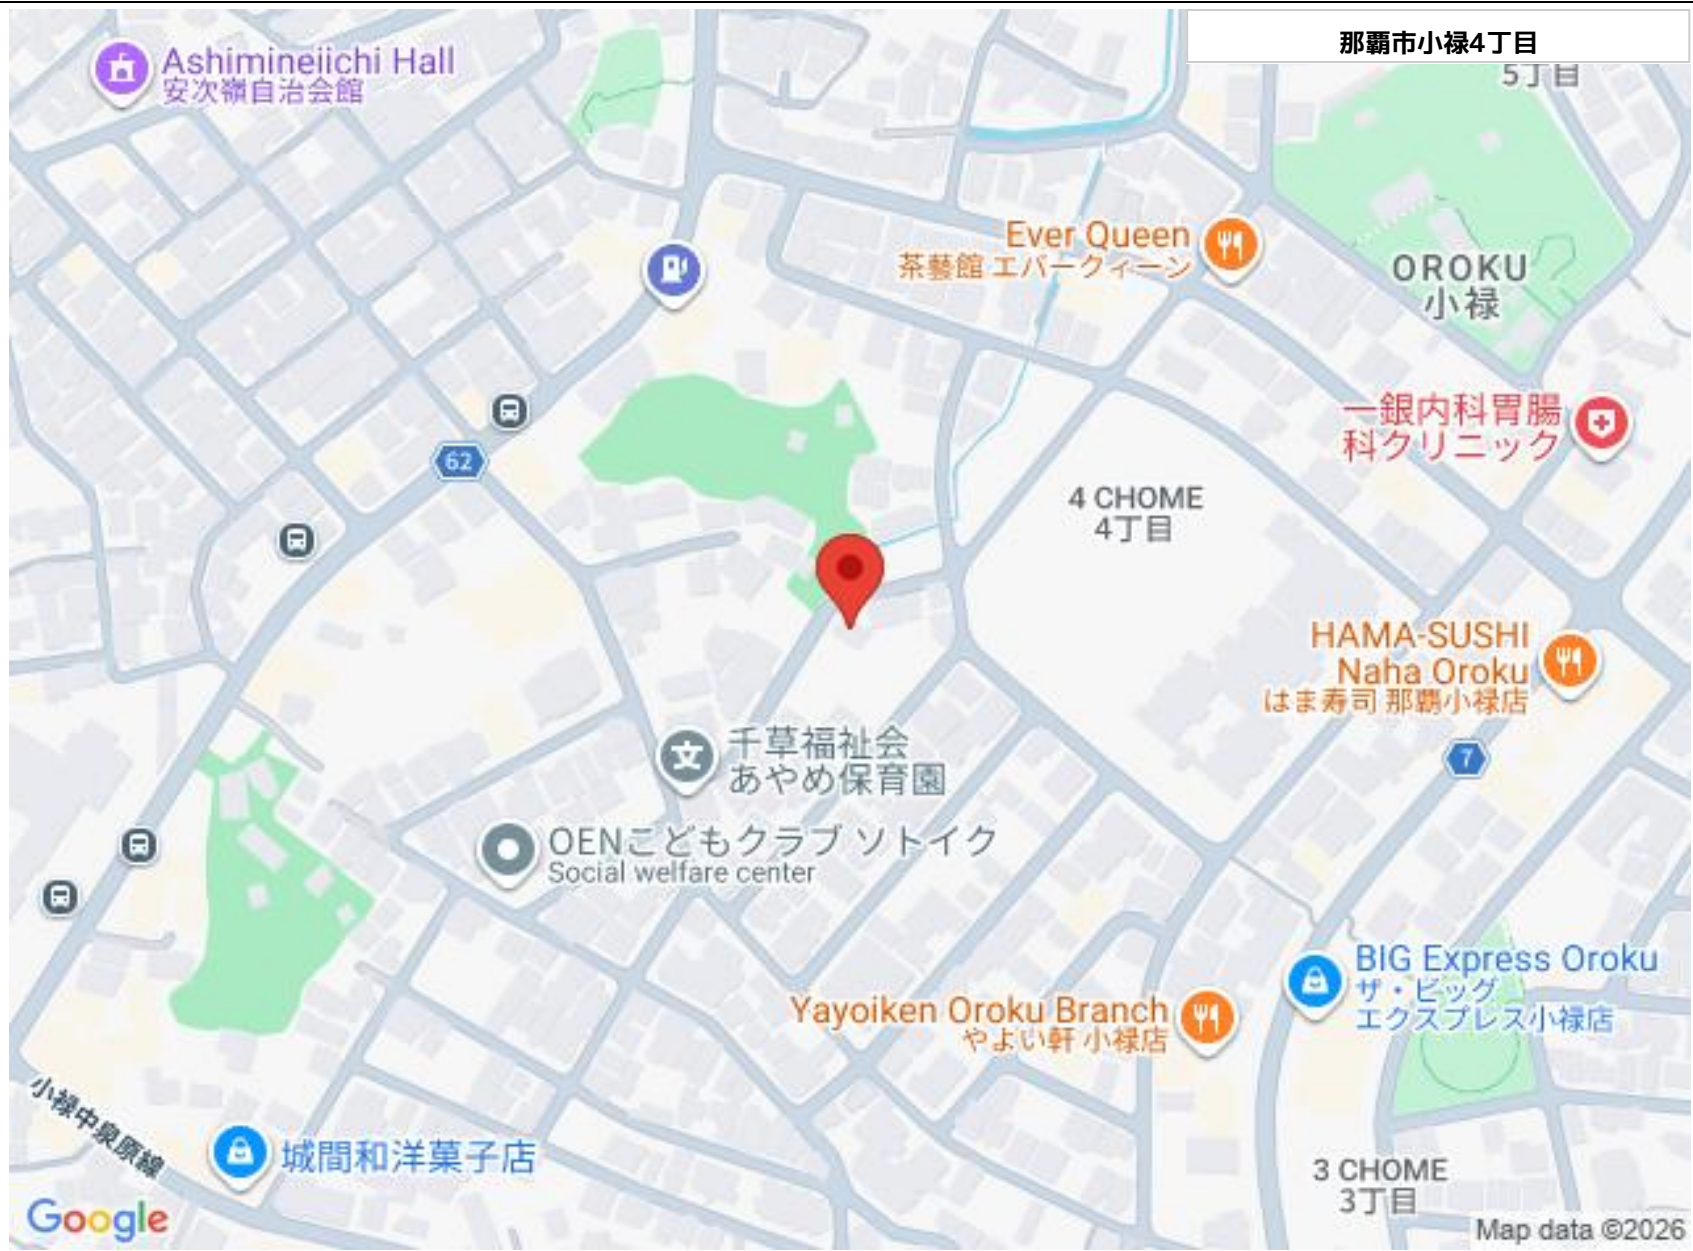 那覇市小禄4丁目
5丁目
Ashimineiichi Hall
安次嶺自治会館
Ever Queen
茶藝館 エバークィーン
OROKU
小禄
一銀内科胃腸
科クリニック
62
4 CHOME
4丁目
HAMA-SUSHI
Naha Oroku
はま寿司 那覇小禄店
7
文
千草福祉会
あやめ保育園
OENこどもクラブ ソトイク
Social welfare center
BIG Express Oroku
ザ・ビッグ
エクスプレス小禄店
Yayoiken Oroku Branch
やよい軒 小禄店
小禄中泉原線
城間和洋菓子店
3 CHOME
3丁目
Google
Map data ©2026